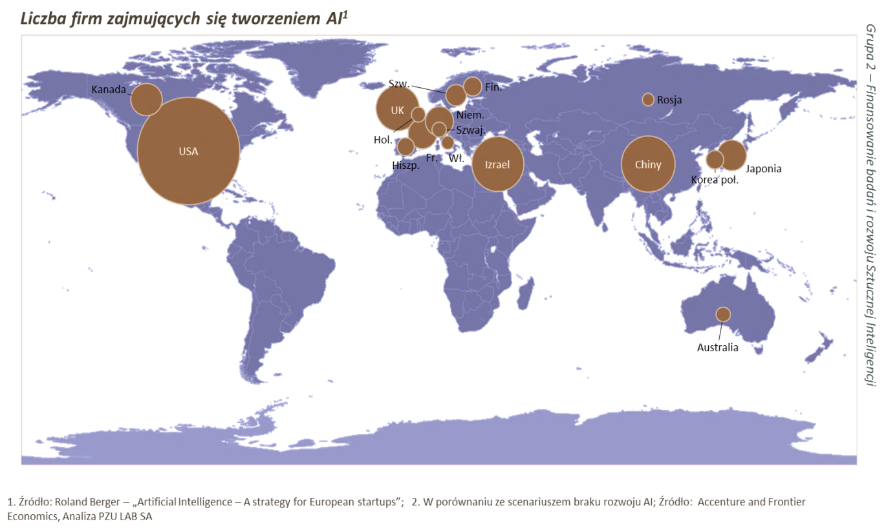 Liczba firm zajmujących się tworzeniem AI¹
Grupa 2 – Finansowanie badań i rozwoju Sztucznej Inteligencji
Kanada
USA
Szw.
Fin.
UK
Niem.
Hol.
Szwaj.
Fr.
Wł.
Hiszp.
Izrael
Rosja
Chiny
Japonia
Korea poł.
Australia
1. Źródło: Roland Berger – „Artificial Intelligence – A strategy for European startups”; 2. W porównaniu ze scenariuszem braku rozwoju AI; Źródło: Accenture and Frontier
Economics, Analiza PZU LAB SA